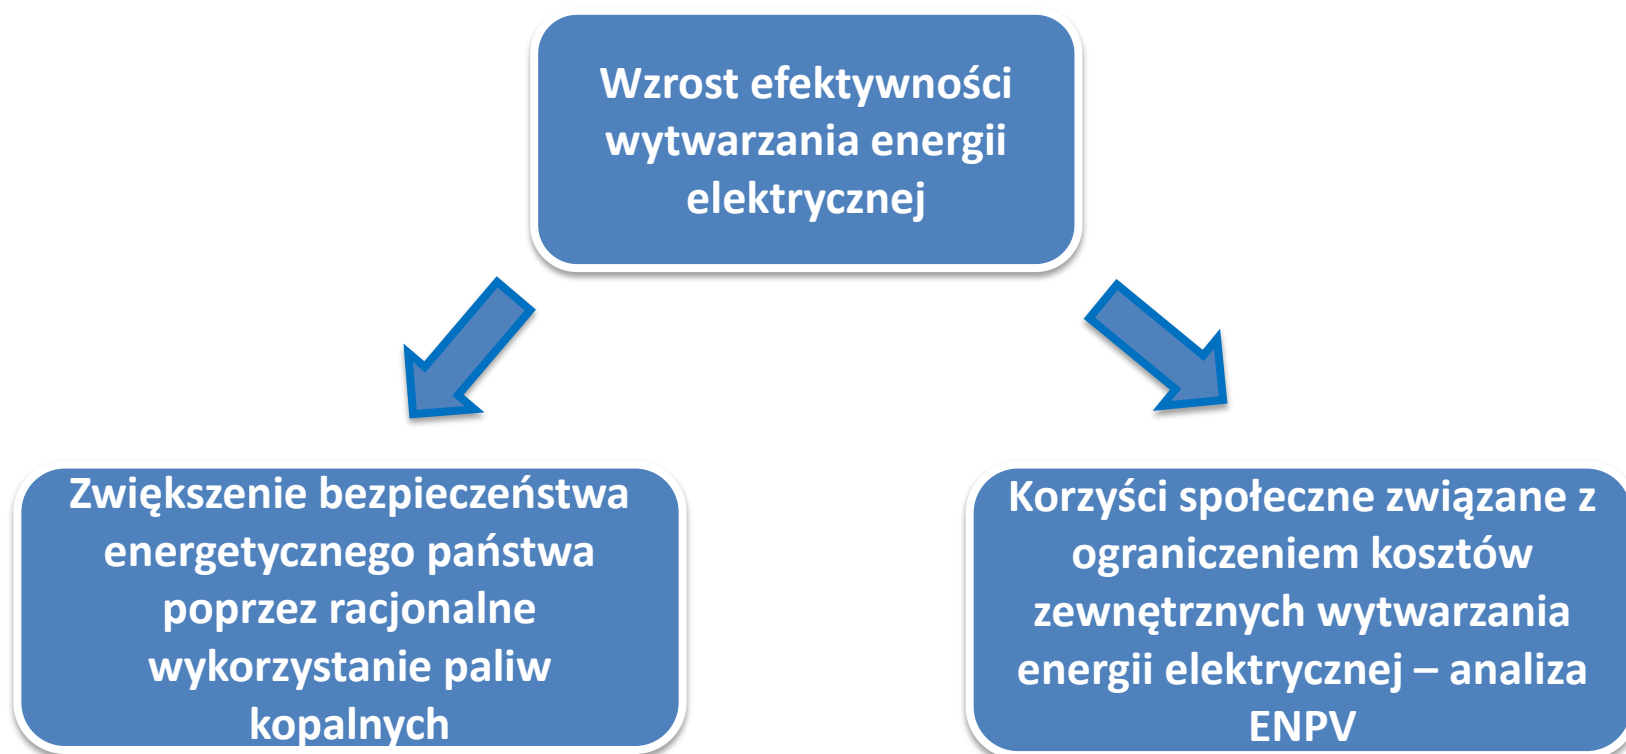 Wzrost efektywności
wytwarzania energii
elektrycznej
Zwiększenie bezpieczeństwa
energetycznego państwa
poprzez racjonalne
wykorzystanie paliw
kopalnych
Korzyści społeczne związane z
ograniczeniem kosztów
zewnętrznych wytwarzania
energii elektrycznej – analiza
ENPV